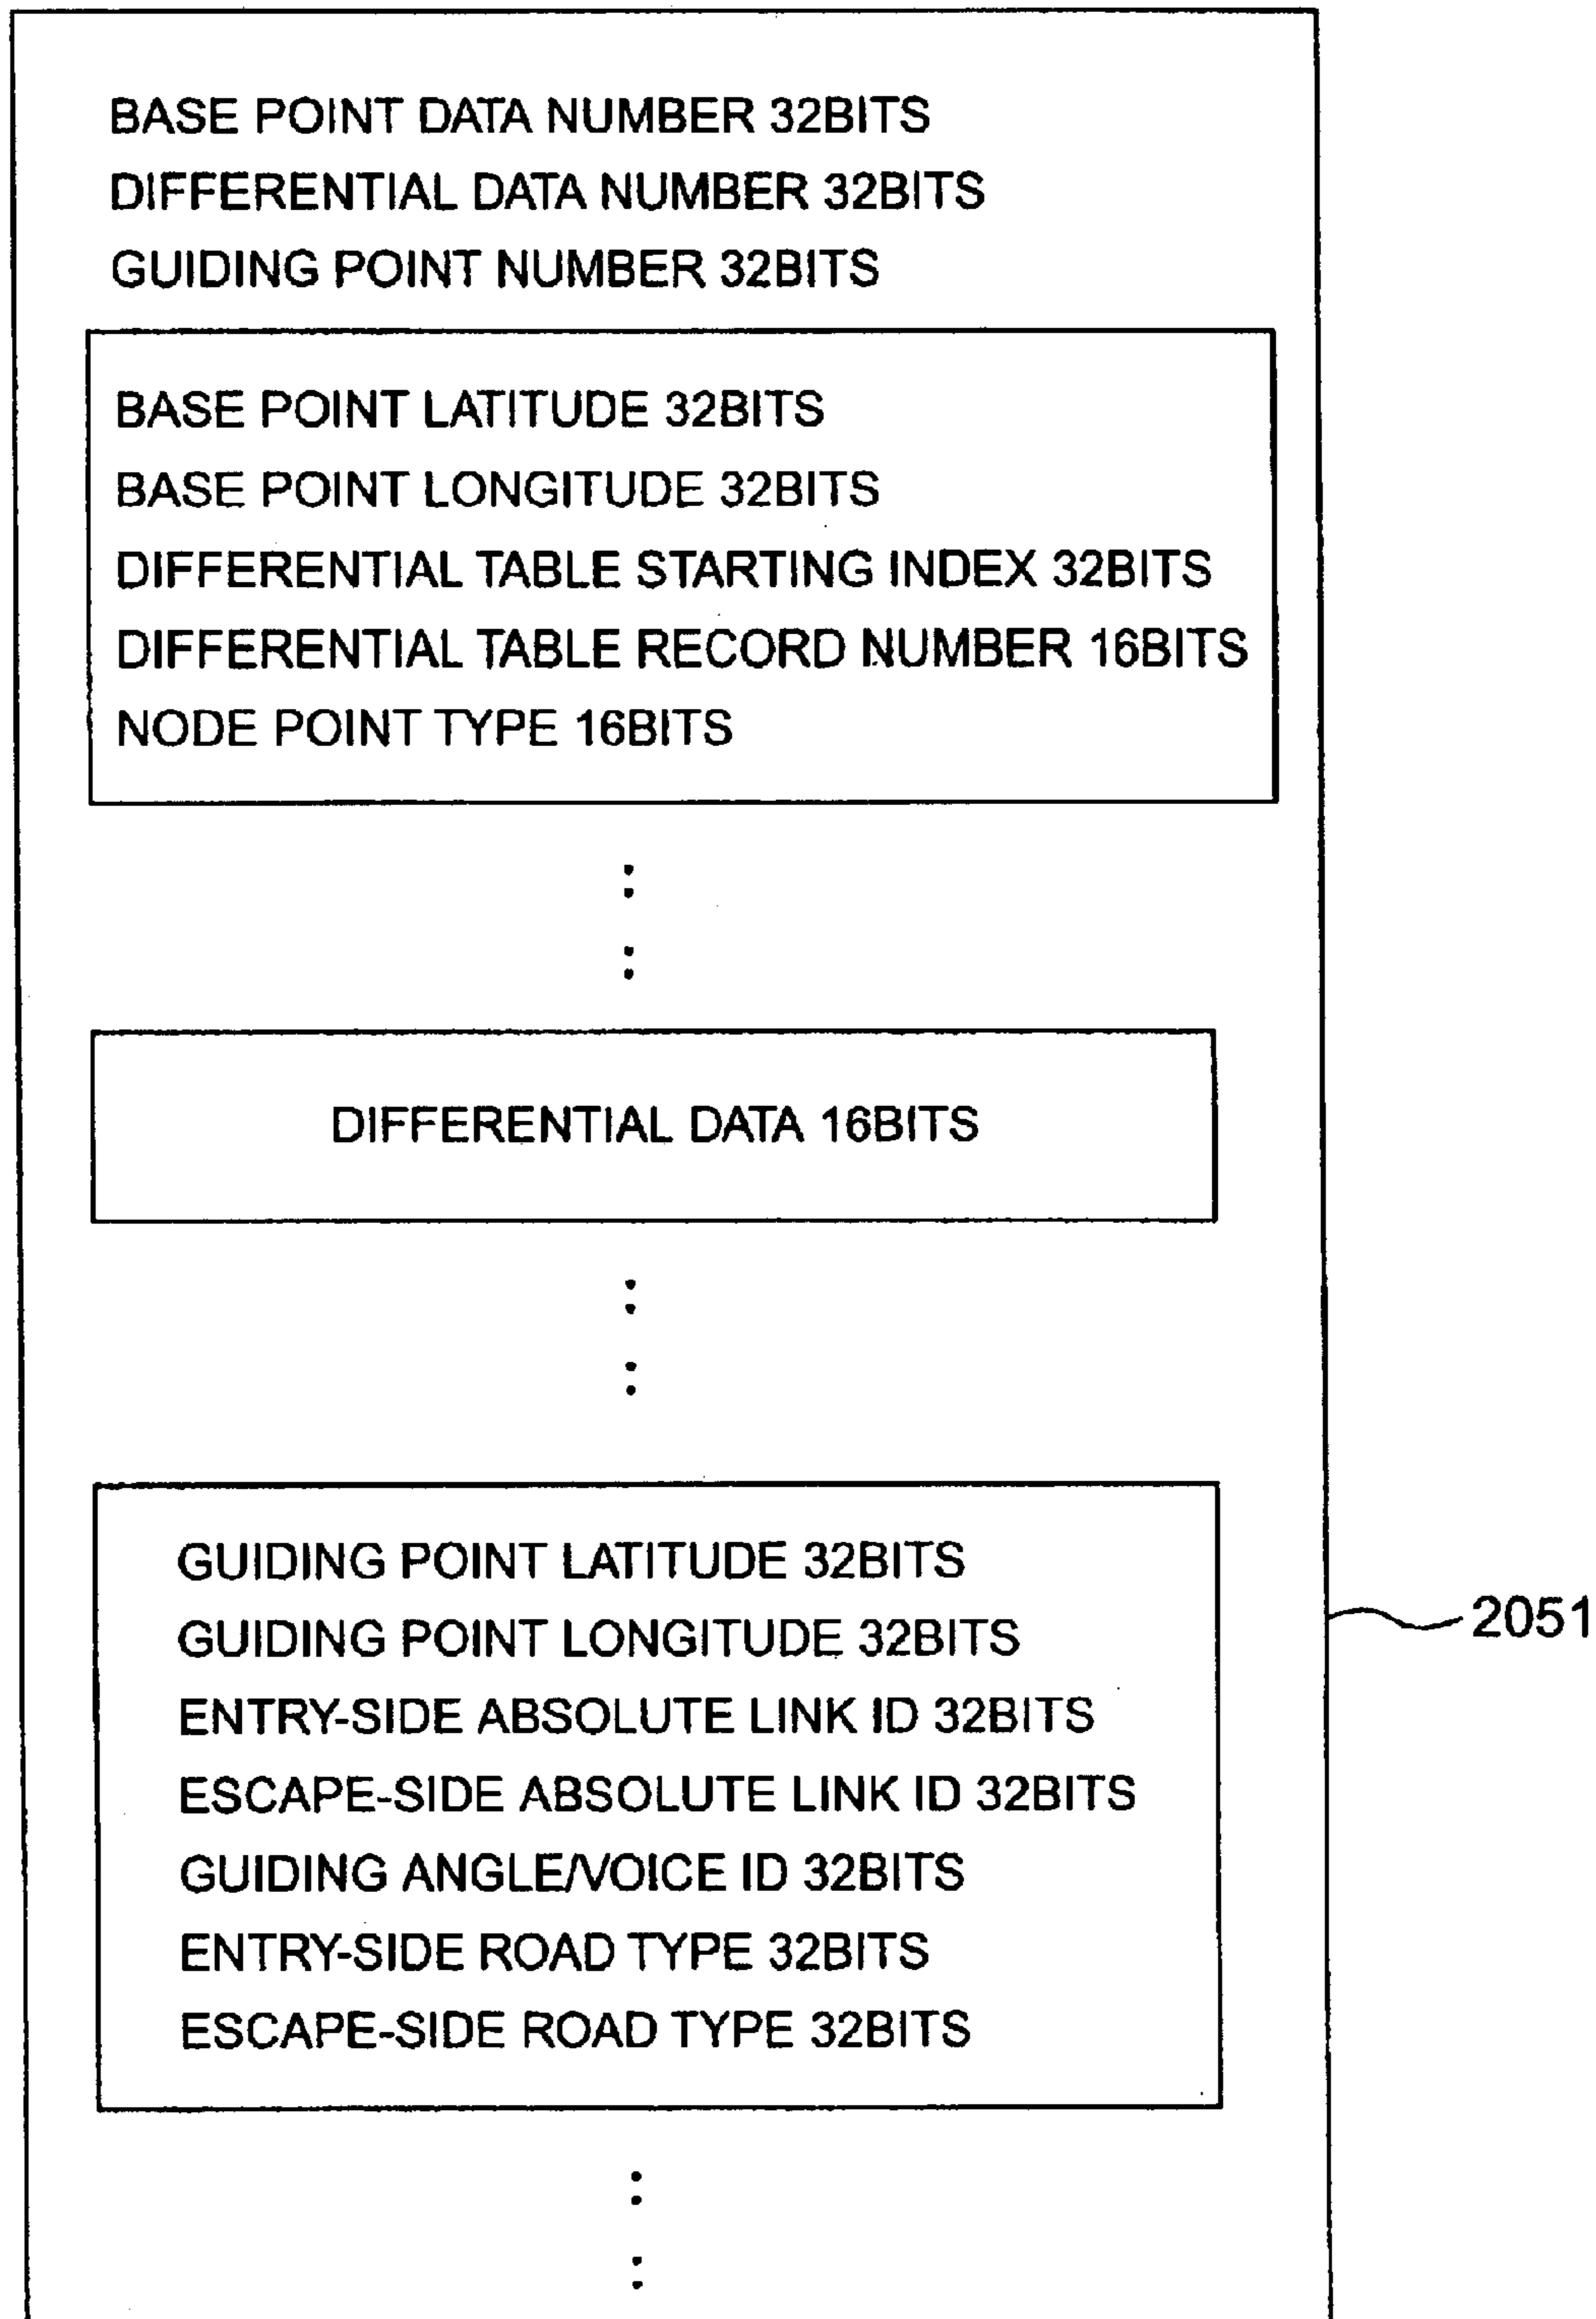 BASE POINT DATA NUMBER 32BITS
DIFFERENTIAL DATA NUMBER 32BITS
GUIDING POINT NUMBER 32BITS
BASE POINT LATITUDE 32BITS
BASE POINT LONGITUDE 32BITS
DIFFERENTIAL TABLE STARTING INDEX 32BITS
DIFFERENTIAL TABLE RECORD NUMBER 16BITS
NODE POINT TYPE 16BITS
DIFFERENTIAL DATA 16BITS
GUIDING POINT LATITUDE 32BITS
GUIDING POINT LONGITUDE 32BITS
ENTRY-SIDE ABSOLUTE LINK ID 32BITS
ESCAPE-SIDE ABSOLUTE LINK ID 32BITS
GUIDING ANGLE/VOICE ID 32BITS
ENTRY-SIDE ROAD TYPE 32BITS
ESCAPE-SIDE ROAD TYPE 32BITS
2051